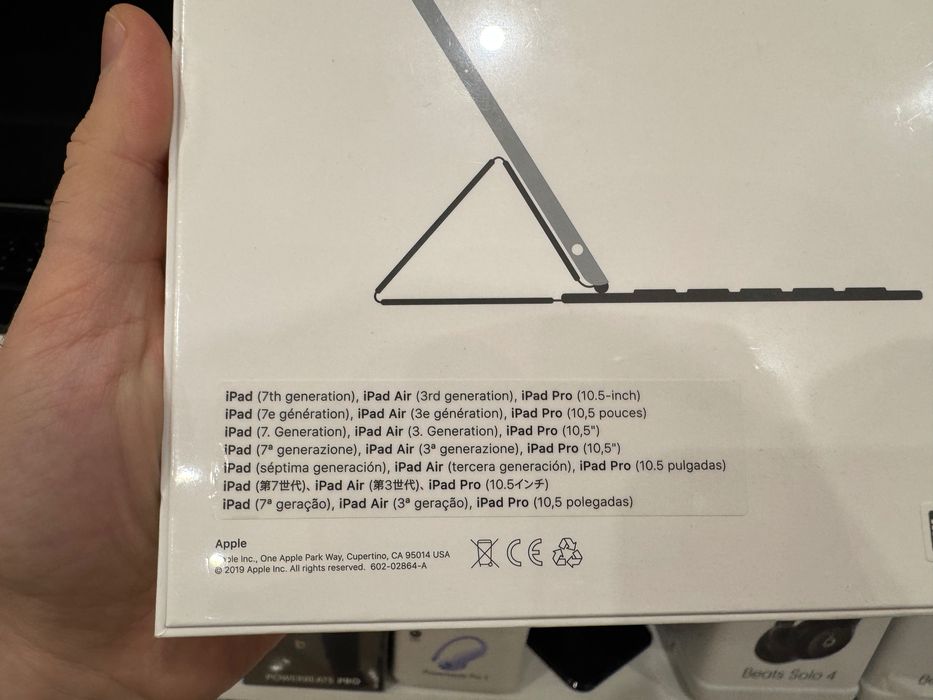 iPad (7th generation), iPad Air (3rd generation), iPad Pro (10.5-inch)
iPad (7e génération), iPad Air (3e génération), iPad Pro (10,5 pouces)
iPad (7. Generation), iPad Air (3. Generation), iPad Pro (10,5")
iPad (7ª generazione), iPad Air (3ª generazione), iPad Pro (10,5")
iPad (séptima generación), iPad Air (tercera generación), iPad Pro (10.5 pulgadas)
iPad (第7世代)、iPad Air (第3世代)、iPad Pro (10.5インチ)
iPad (7ª geração), iPad Air (3ª geração), iPad Pro (10,5 polegadas)
Apple
Inc., One Apple Park Way, Cupertino, CA 95014 USA
© 2019 Apple Inc. All rights reserved. 602-02864-A
CE
POWERBEATS PRO
Beats Solo 4